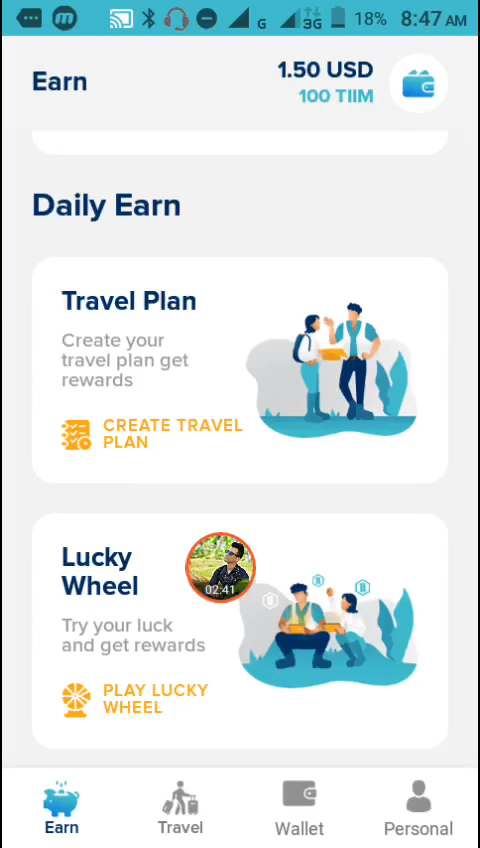 G 3G 18% 8:47 AM
Earn
1.50 USD
100 TIIM
Daily Earn
Travel Plan
Create your
travel plan get
rewards
CREATE TRAVEL
PLAN
Lucky
Wheel
02:41
Try your luck
and get rewards
PLAY LUCKY
WHEEL
Earn
Travel
Wallet
Personal